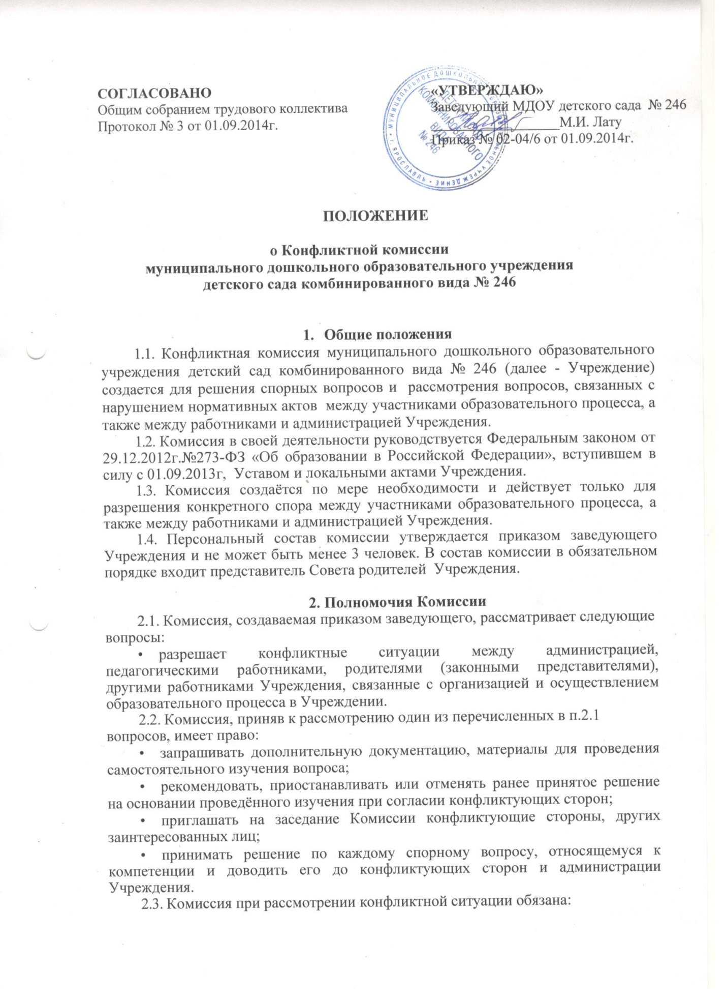 СОГЛАСОВАНО
Общим собранием трудового коллектива
Протокол № 3 от 01.09.2014г.
«УТВЕРЖДАЮ»
Заведующий МДОУ детского сада № 246
М.И. Лату
Приказ № 02-04/6 от 01.09.2014г.
МУНИЦИПАЛЬНОЕ ДОШКОЛЬНОЕ ОБРАЗОВАТЕЛЬНОЕ УЧРЕЖДЕНИЕ • Г. ЯРОСЛАВЛЬ •
ДЕТСКИЙ САД
КОМБИНИРОВАННОГО
ВИДА
№ 246
ПОЛОЖЕНИЕ
о Конфликтной комиссии
муниципального дошкольного образовательного учреждения
детского сада комбинированного вида № 246
1. Общие положения
1.1. Конфликтная комиссия муниципального дошкольного образовательного
учреждения детский сад комбинированного вида № 246 (далее - Учреждение)
создается для решения спорных вопросов и рассмотрения вопросов, связанных с
нарушением нормативных актов между участниками образовательного процесса, а
также между работниками и администрацией Учреждения.
1.2. Комиссия в своей деятельности руководствуется Федеральным законом от
29.12.2012г.№273-ФЗ «Об образовании в Российской Федерации», вступившем в
силу с 01.09.2013г, Уставом и локальными актами Учреждения.
1.3. Комиссия создаётся по мере необходимости и действует только для
разрешения конкретного спора между участниками образовательного процесса, а
также между работниками и администрацией Учреждения.
1.4. Персональный состав комиссии утверждается приказом заведующего
Учреждения и не может быть менее 3 человек. В состав комиссии в обязательном
порядке входит представитель Совета родителей Учреждения.
2. Полномочия Комиссии
2.1. Комиссия, создаваемая приказом заведующего, рассматривает следующие
вопросы:
• разрешает конфликтные ситуации между администрацией,
педагогическими работниками, родителями (законными представителями),
другими работниками Учреждения, связанные с организацией и осуществлением
образовательного процесса в Учреждении.
2.2. Комиссия, приняв к рассмотрению один из перечисленных в п.2.1
вопросов, имеет право:
• запрашивать дополнительную документацию, материалы для проведения
самостоятельного изучения вопроса;
• рекомендовать, приостанавливать или отменять ранее принятое решение
на основании проведённого изучения при согласии конфликтующих сторон;
• приглашать на заседание Комиссии конфликтующие стороны, других
заинтересованных лиц;
• принимать решение по каждому спорному вопросу, относящемуся к
компетенции и доводить его до конфликтующих сторон и администрации
Учреждения.
2.3. Комиссия при рассмотрении конфликтной ситуации обязана: